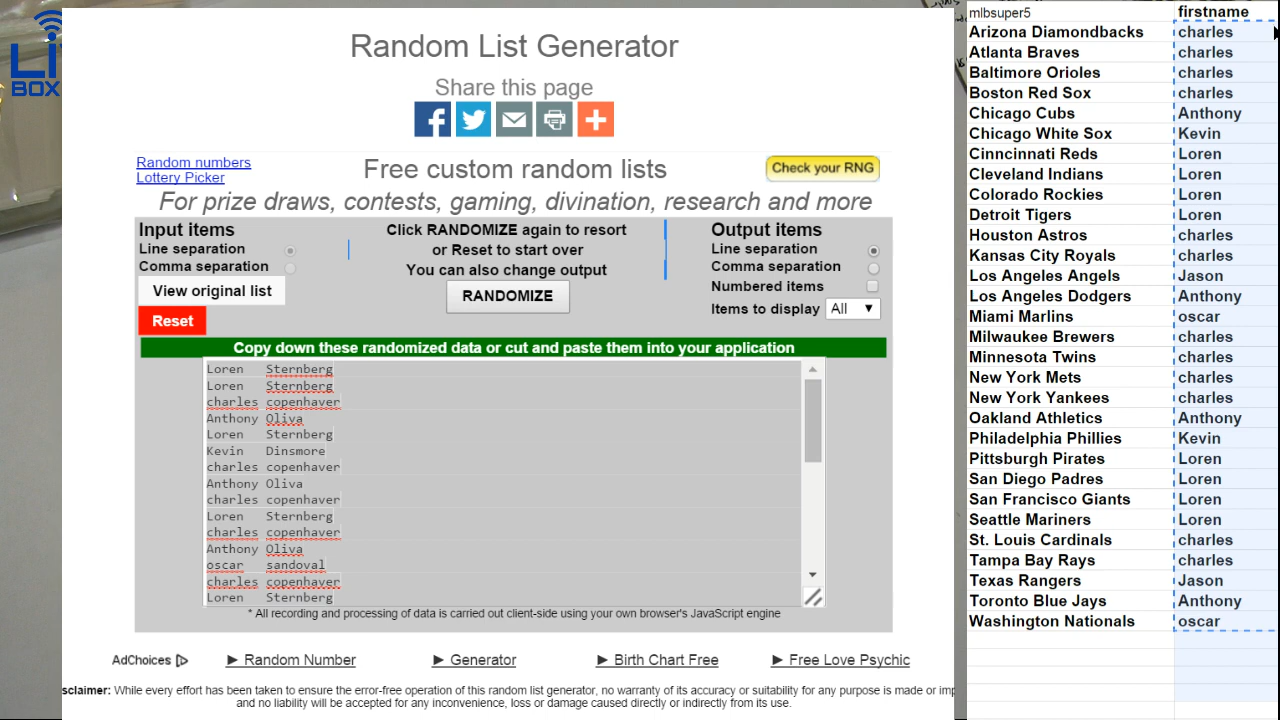 Li
BOX
Random List Generator
Share this page
Random numbers
Lottery Picker
Free custom random lists
Check your RNG
For prize draws, contests, gaming, divination, research and more
Input items
Line separation
Comma separation
View original list
Reset
Click RANDOMIZE again to resort
or Reset to start over
You can also change output
RANDOMIZE
Output items
Line separation
Comma separation
Numbered items
Items to display All
Copy down these randomized data or cut and paste them into your application
Loren Sternberg
Loren Sternberg
charles copenhaver
Anthony Oliva
Loren Sternberg
Kevin Dinsmore
charles copenhaver
Anthony Oliva
charles copenhaver
Loren Sternberg
charles copenhaver
Anthony Oliva
oscar sandoval
charles copenhaver
Loren Sternberg
* All recording and processing of data is carried out client-side using your own browser's JavaScript engine
AdChoices
► Random Number
► Generator
► Birth Chart Free
► Free Love Psychic
sclaimer: While every effort has been taken to ensure the error-free operation of this random list generator, no warranty of its accuracy or suitability for any purpose is made or imp
and no liability will be accepted for any inconvenience, loss or damage caused directly or indirectly from its use.
mlbsuper5 firstname
Arizona Diamondbacks charles
Atlanta Braves charles
Baltimore Orioles charles
Boston Red Sox charles
Chicago Cubs Anthony
Chicago White Sox Kevin
Cinncinnati Reds Loren
Cleveland Indians Loren
Colorado Rockies Loren
Detroit Tigers Loren
Houston Astros charles
Kansas City Royals charles
Los Angeles Angels Jason
Los Angeles Dodgers Anthony
Miami Marlins oscar
Milwaukee Brewers charles
Minnesota Twins charles
New York Mets charles
New York Yankees charles
Oakland Athletics Anthony
Philadelphia Phillies Kevin
Pittsburgh Pirates Loren
San Diego Padres Loren
San Francisco Giants Loren
Seattle Mariners Loren
St. Louis Cardinals charles
Tampa Bay Rays charles
Texas Rangers Jason
Toronto Blue Jays Anthony
Washington Nationals oscar